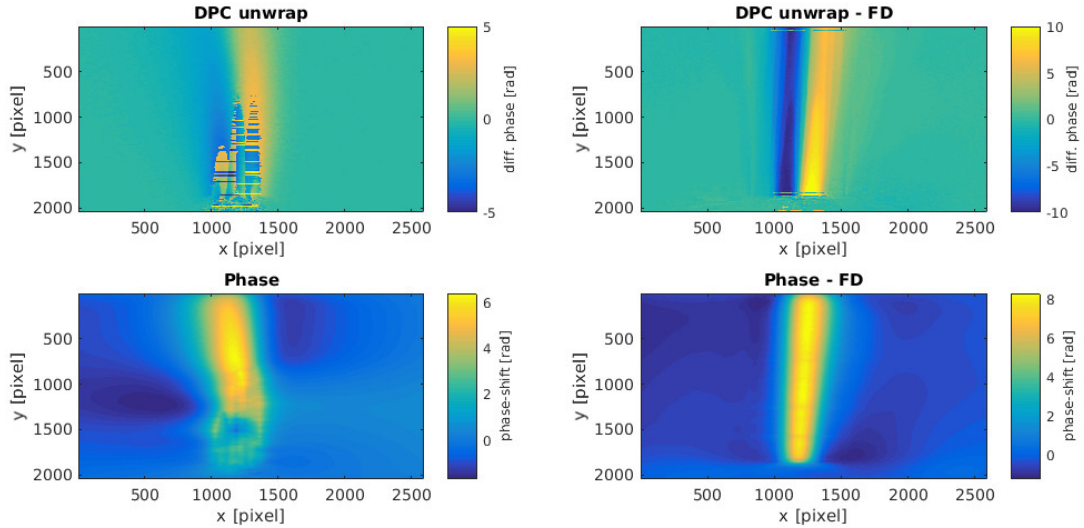 DPC unwrap
500
1000
1500
2000
500 1000 1500 2000 2500
x [pixel]
y [pixel]
5
0
-5
diff. phase [rad]
DPC unwrap - FD
500
1000
1500
2000
500 1000 1500 2000 2500
x [pixel]
y [pixel]
10
5
0
-5
-10
diff. phase [rad]
Phase
500
1000
1500
2000
500 1000 1500 2000 2500
x [pixel]
y [pixel]
6
4
2
0
phase-shift [rad]
Phase - FD
500
1000
1500
2000
500 1000 1500 2000 2500
x [pixel]
y [pixel]
8
6
4
2
0
phase-shift [rad]